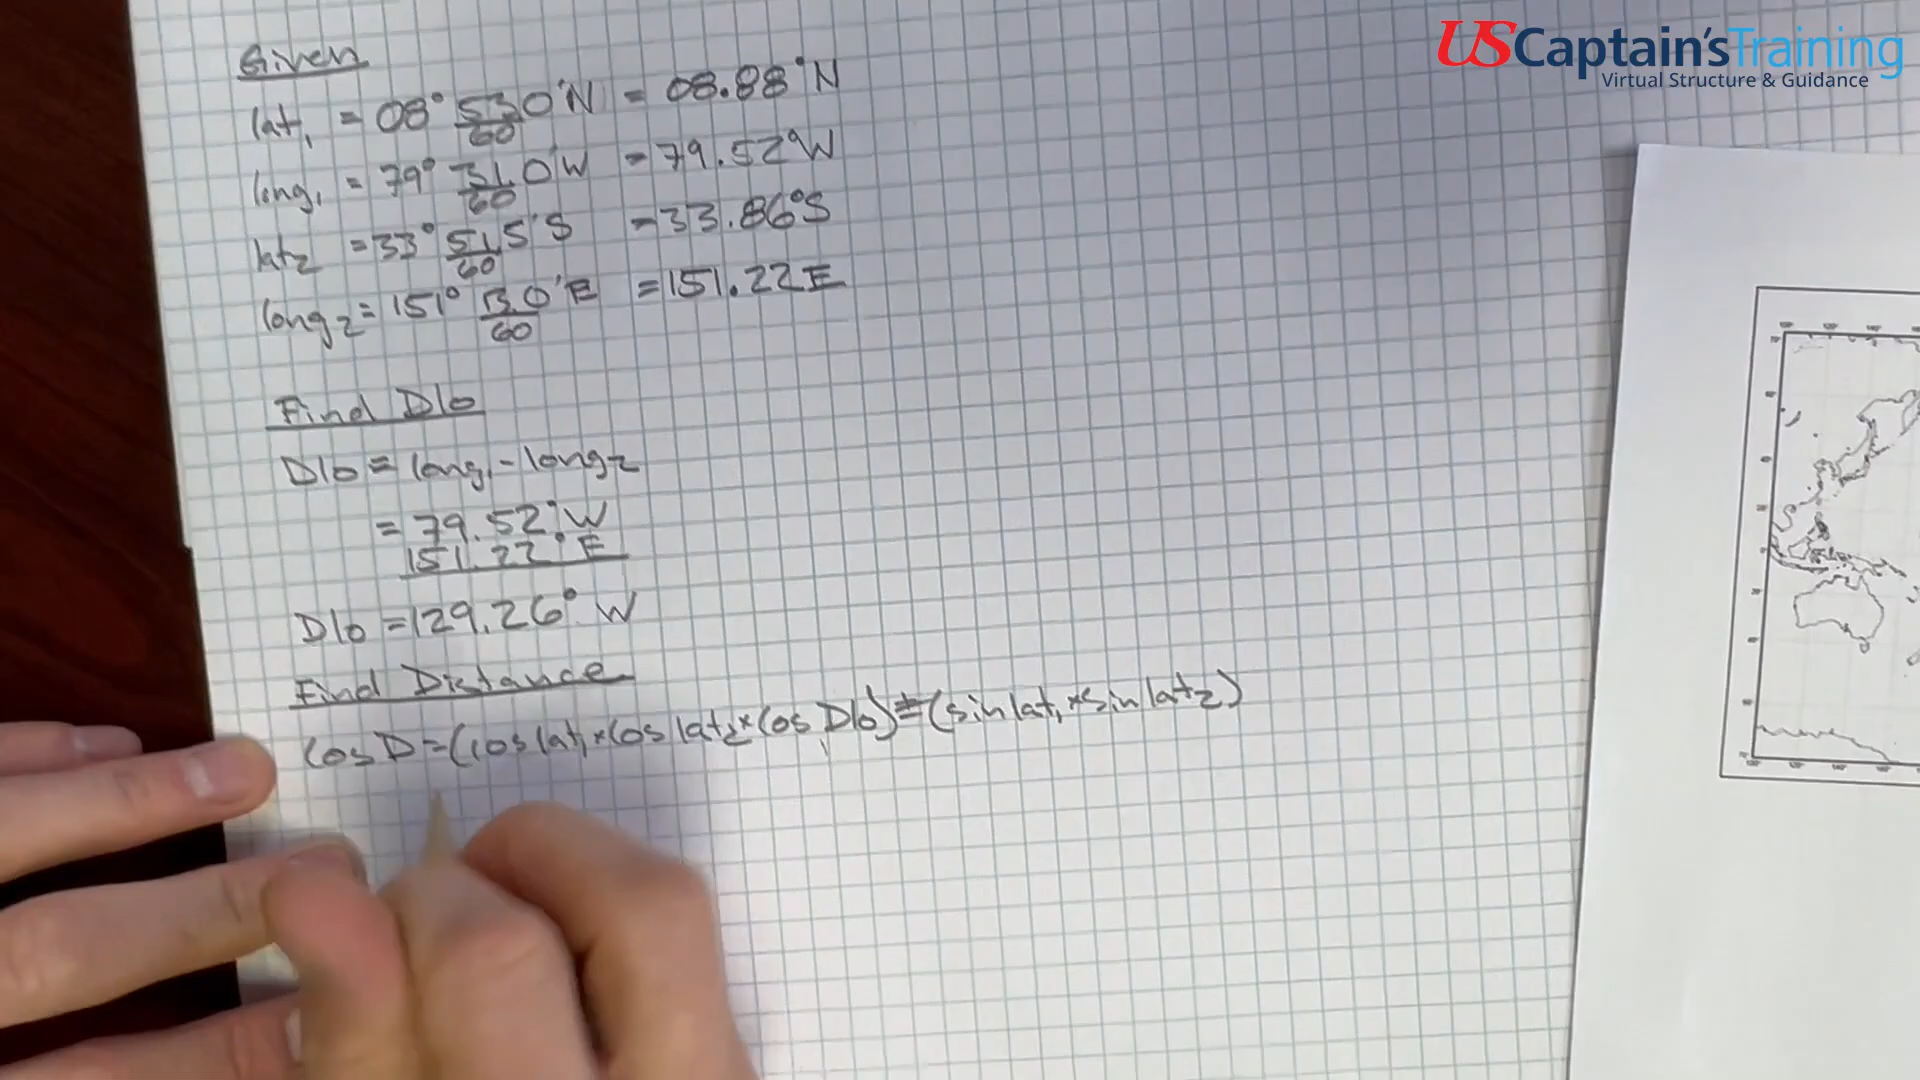 USCaptain'sTraining
Virtual Structure & Guidance
Given
lat₁ = 08° 53.0'N/60 = 08.88°N
long₁ = 79° 31.0'W/60 = 79.52°W
lat₂ = 33° 51.5'S/60 = 33.86°S
long₂ = 151° 13.0'E/60 = 151.22E
Find Dlo
Dlo = long₁ - long₂
= 79.52°W
151.22°E
Dlo = 129.26° W
Find Distance
Cos D = (cos lat₁ × Cos lat₂ × Cos Dlo) ± (sin lat₁ × sin lat₂)